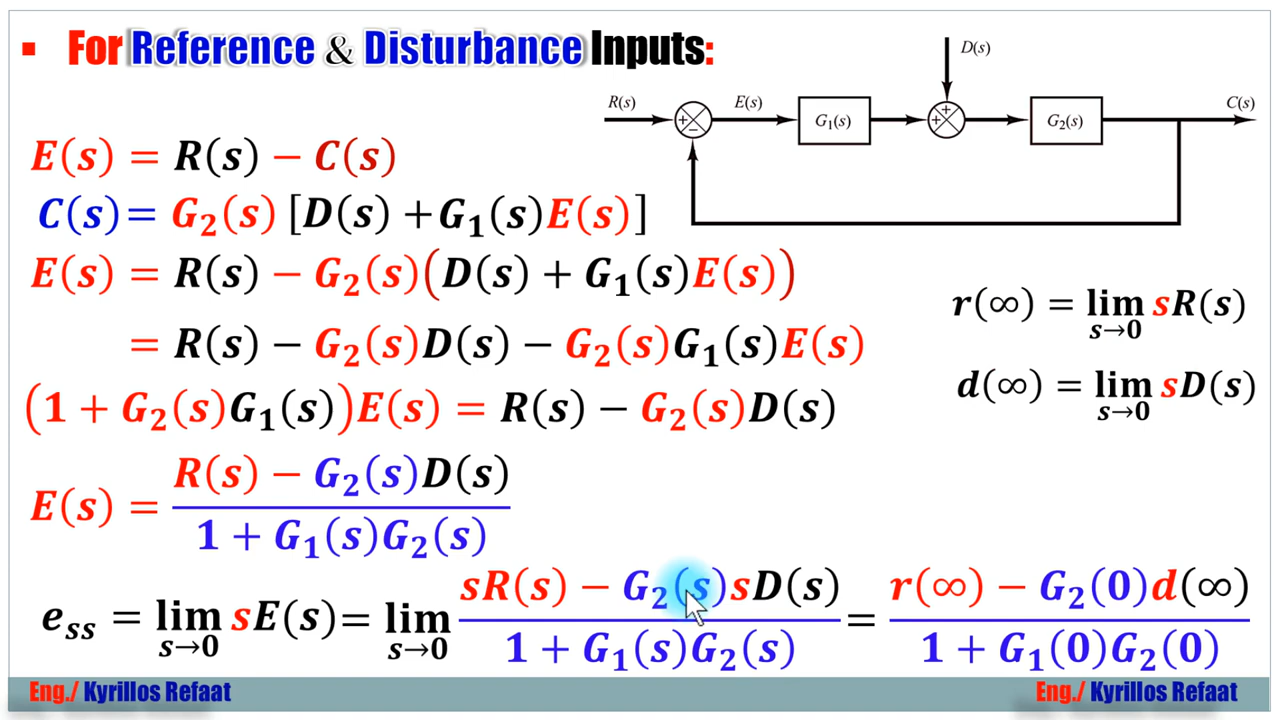 ▪ For Reference & Disturbance Inputs:
D(s)
R(s) E(s) C(s)
+ − G₁(s) + + G₂(s)
E(s) = R(s) − C(s)
C(s) = G₂(s) [D(s) + G₁(s)E(s)]
E(s) = R(s) − G₂(s)(D(s) + G₁(s)E(s))
r(∞) = lim s→0 sR(s)
= R(s) − G₂(s)D(s) − G₂(s)G₁(s)E(s)
d(∞) = lim s→0 sD(s)
(1 + G₂(s)G₁(s))E(s) = R(s) − G₂(s)D(s)
E(s) = (R(s) − G₂(s)D(s)) / (1 + G₁(s)G₂(s))
eₛₛ = lim s→0 sE(s) = lim s→0 (sR(s) − G₂(s)sD(s)) / (1 + G₁(s)G₂(s)) = (r(∞) − G₂(0)d(∞)) / (1 + G₁(0)G₂(0))
Eng./ Kyrillos Refaat Eng./ Kyrillos Refaat